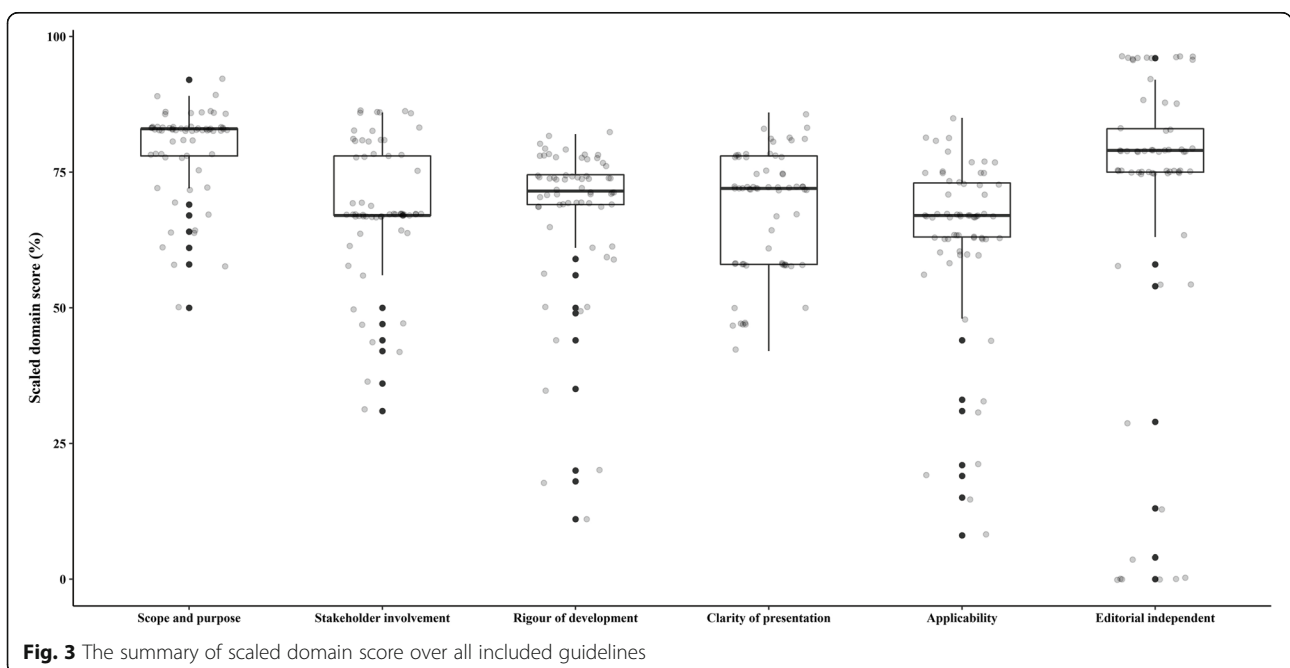 100
75
50
25
0
Scaled domain score (%)
Scope and purpose
Stakeholder involvement
Rigour of development
Clarity of presentation
Applicability
Editorial independent
Fig. 3 The summary of scaled domain score over all included guidelines